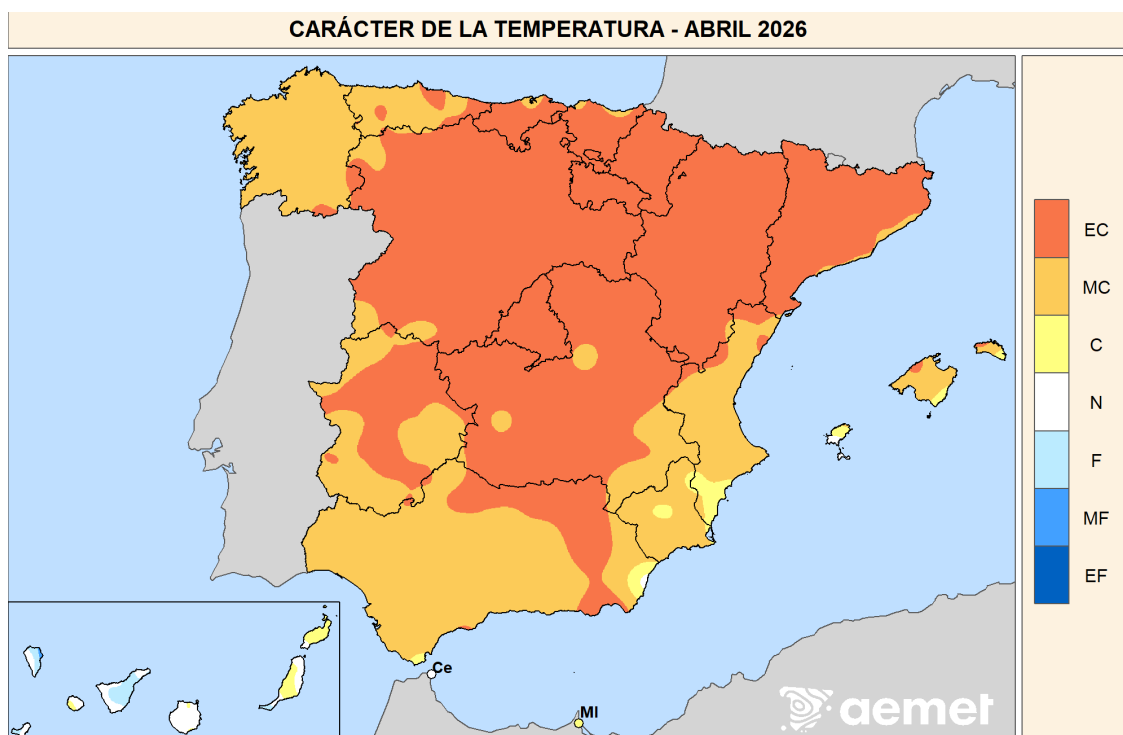 CARÁCTER DE LA TEMPERATURA - ABRIL 2026
EC
MC
C
N
F
MF
EF
Ce
Ml
aemet